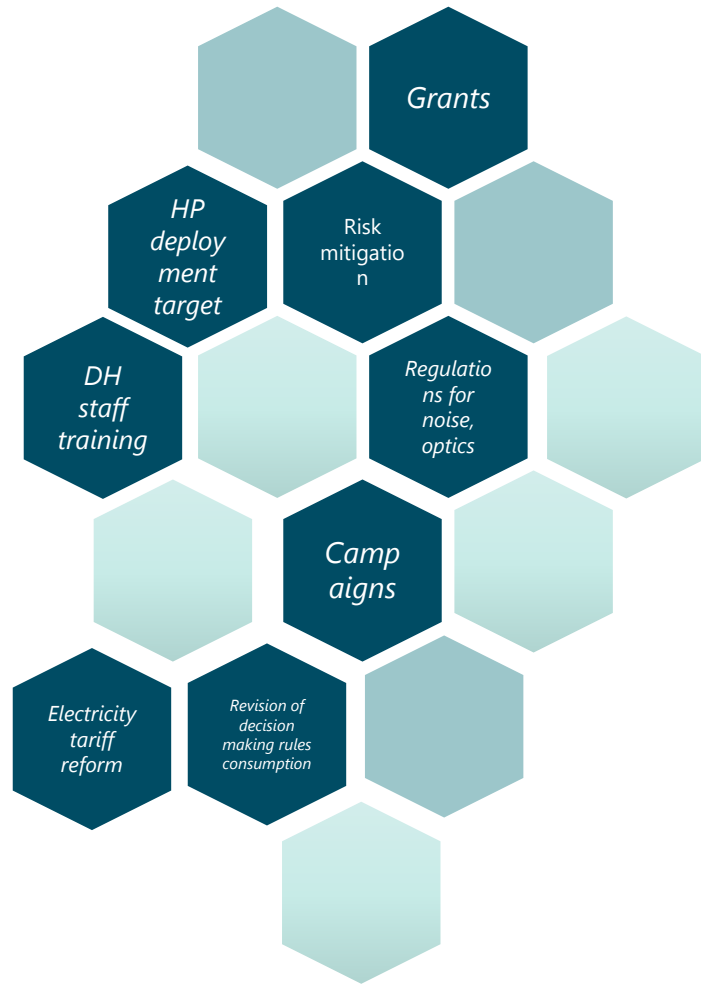 Grants
HP
deploy
ment
target
Risk
mitigatio
n
DH
staff
training
Regulatio
ns for
noise,
optics
Camp
aigns
Electricity
tariff
reform
Revision of
decision
making rules
consumption